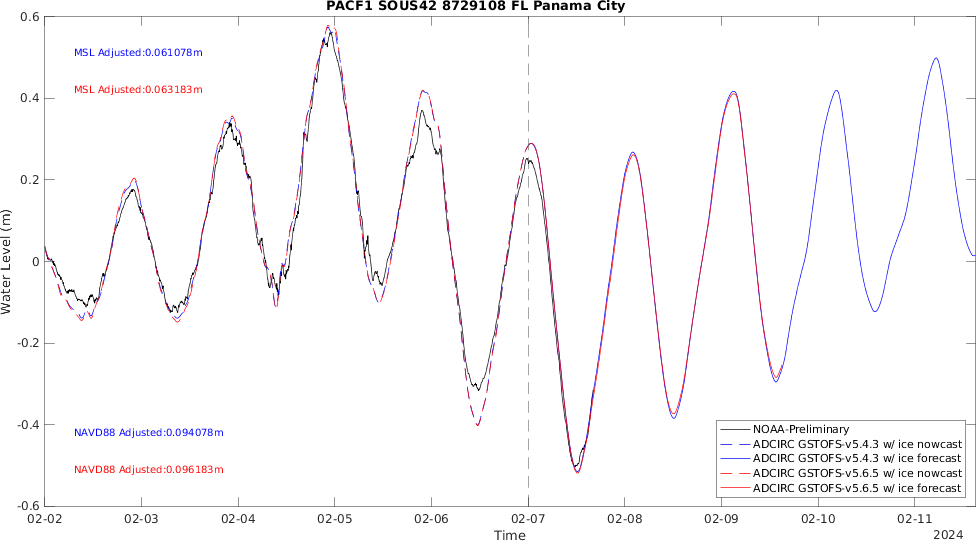 PACF1 SOUS42 8729108 FL Panama City
0.6
0.4
0.2
0
-0.2
-0.4
-0.6
Water Level (m)
MSL Adjusted:0.061078m
MSL Adjusted:0.063183m
NAVD88 Adjusted:0.094078m
NAVD88 Adjusted:0.096183m
NOAA-Preliminary
ADCIRC GSTOFS-v5.4.3 w/ ice nowcast
ADCIRC GSTOFS-v5.4.3 w/ ice forecast
ADCIRC GSTOFS-v5.6.5 w/ ice nowcast
ADCIRC GSTOFS-v5.6.5 w/ ice forecast
02-02 02-03 02-04 02-05 02-06 02-07 02-08 02-09 02-10 02-11
Time
2024